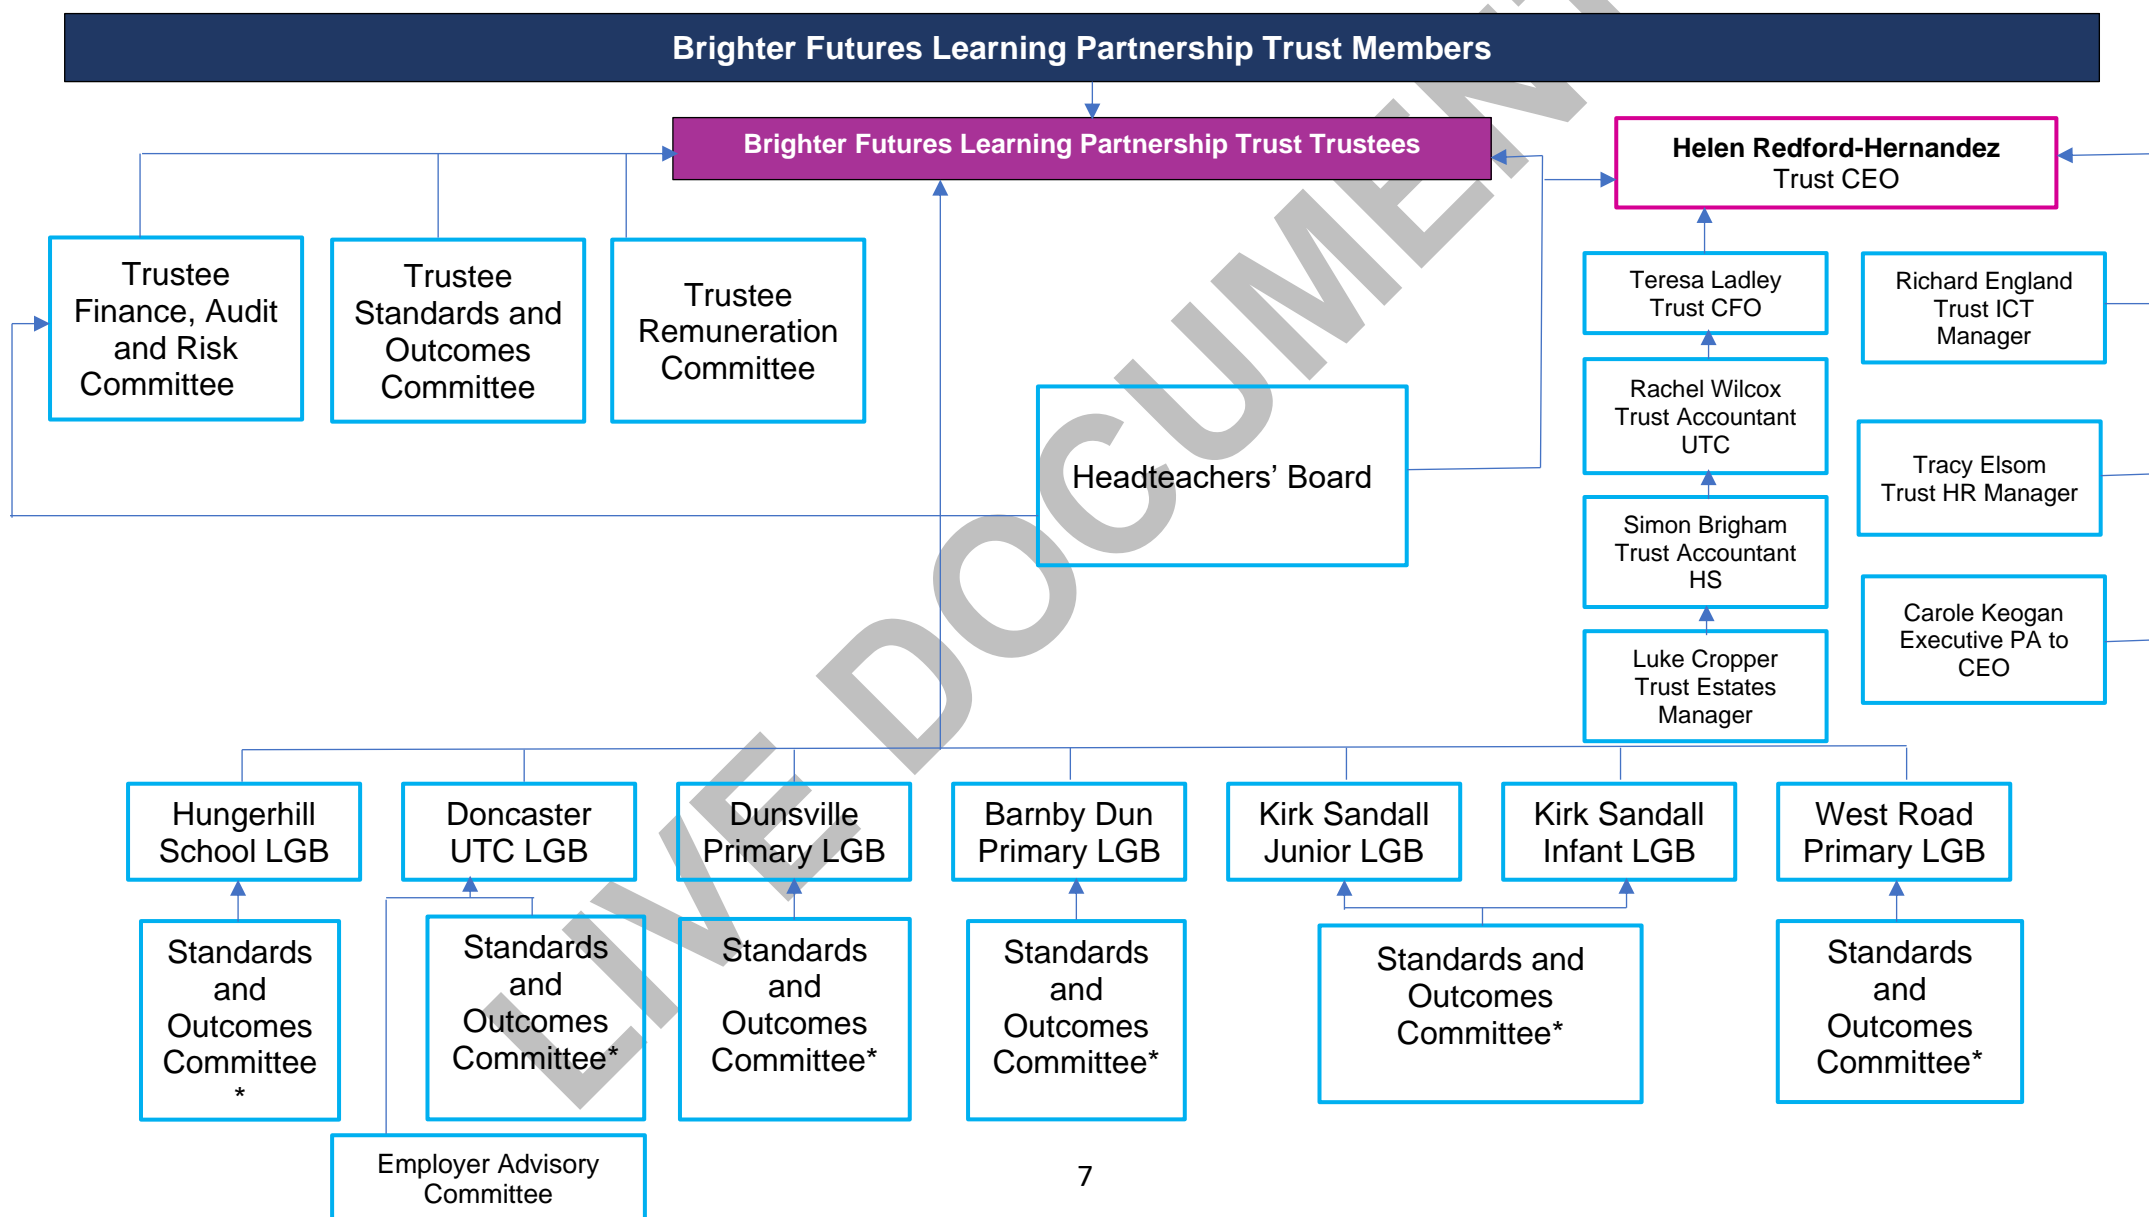 Brighter Futures Learning Partnership Trust Members
Brighter Futures Learning Partnership Trust Trustees
Helen Redford-Hernandez
Trust CEO
Trustee
Finance, Audit
and Risk
Committee
Trustee
Standards and
Outcomes
Committee
Trustee
Remuneration
Committee
Headteachers’ Board
Teresa Ladley
Trust CFO
Richard England
Trust ICT
Manager
Rachel Wilcox
Trust Accountant
UTC
Tracy Elsom
Trust HR Manager
Simon Brigham
Trust Accountant
HS
Carole Keogan
Executive PA to
CEO
Luke Cropper
Trust Estates
Manager
Hungerhill
School LGB
Doncaster
UTC LGB
Dunsville
Primary LGB
Barnby Dun
Primary LGB
Kirk Sandall
Junior LGB
Kirk Sandall
Infant LGB
West Road
Primary LGB
Standards
and
Outcomes
Committee
*
Standards
and
Outcomes
Committee*
Standards
and
Outcomes
Committee*
Standards
and
Outcomes
Committee*
Standards and
Outcomes
Committee*
Standards
and
Outcomes
Committee*
Employer Advisory
Committee
LIVE DOCUMENT
7